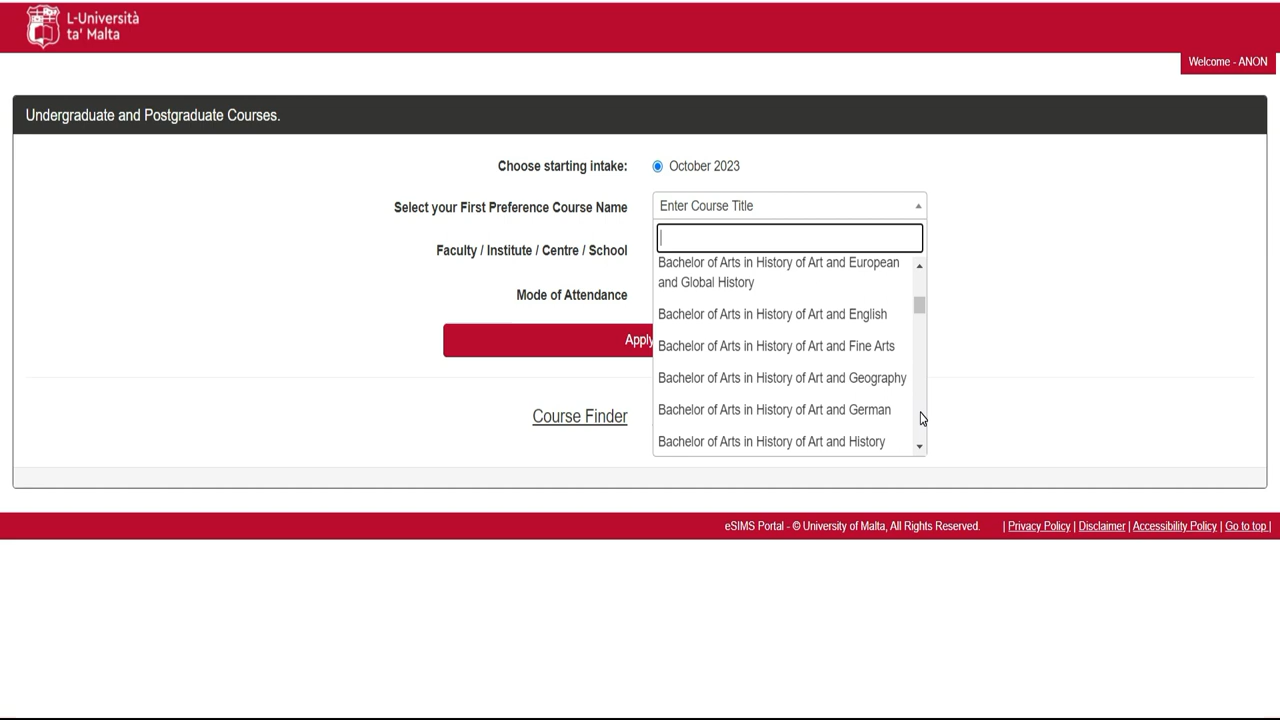 L-Università
ta' Malta
Welcome - ANON
Undergraduate and Postgraduate Courses.
Choose starting intake:
October 2023
Select your First Preference Course Name
Enter Course Title
Faculty / Institute / Centre / School
Bachelor of Arts in History of Art and European
and Global History
Mode of Attendance
Bachelor of Arts in History of Art and English
Apply
Bachelor of Arts in History of Art and Fine Arts
Bachelor of Arts in History of Art and Geography
Course Finder
Bachelor of Arts in History of Art and German
Bachelor of Arts in History of Art and History
eSIMS Portal - © University of Malta, All Rights Reserved. | Privacy Policy | Disclaimer | Accessibility Policy | Go to top |